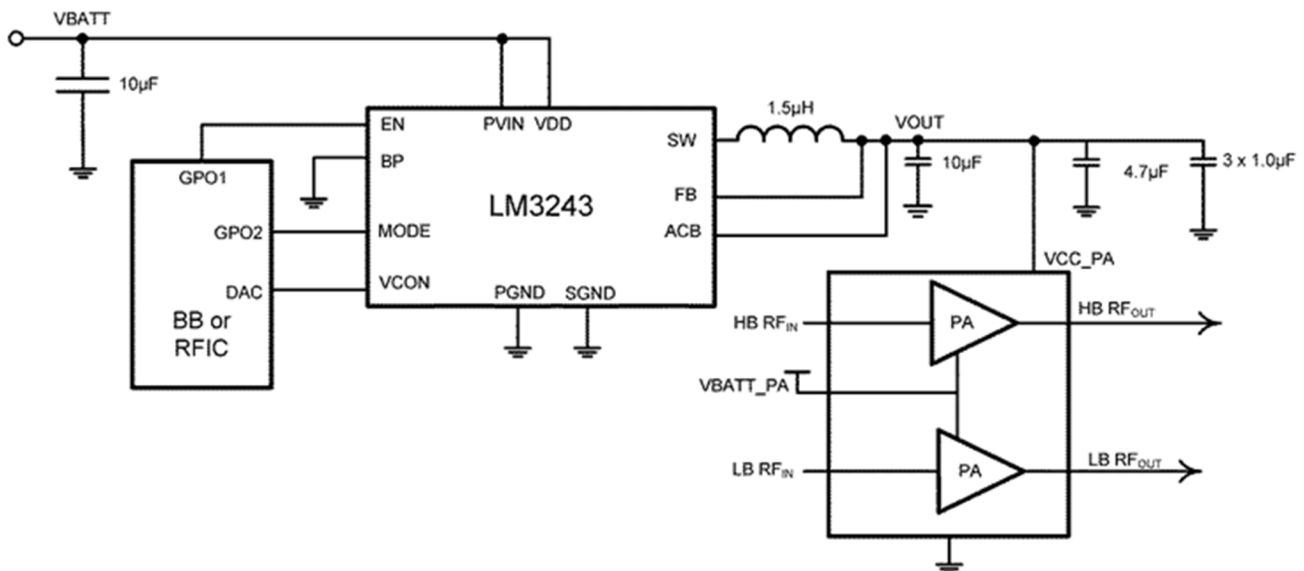 VBATT
10µF
EN
PVIN
VDD
1.5µH
VOUT
SW
BP
10µF
4.7µF
3 x 1.0µF
GPO1
LM3243
FB
GPO2
MODE
ACB
DAC
VCON
PGND
SGND
VCC_PA
BB or
RFIC
HB RFIN
PA
HB RFOUT
VBATT_PA
LB RFIN
PA
LB RFOUT